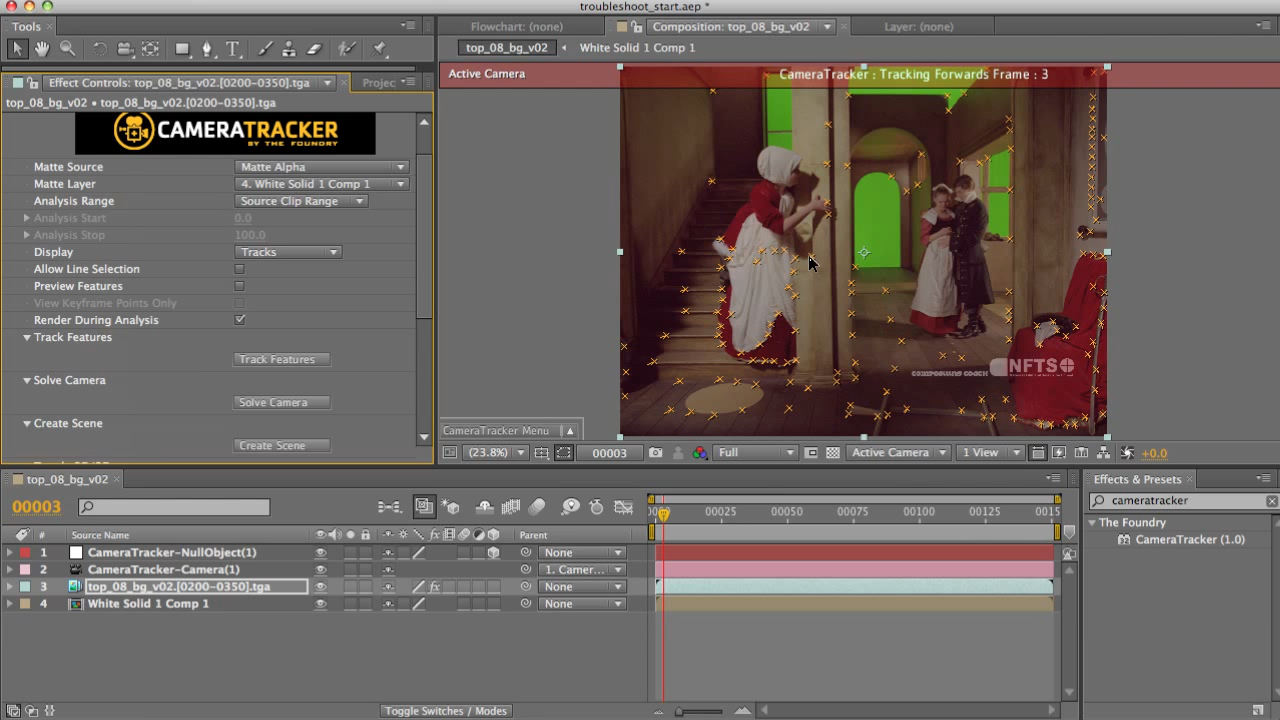 troubleshoot_start.aep *
Tools
Flowchart: (none)
Composition: top_08_bg_v02
Layer: (none)
top_08_bg_v02
White Solid 1 Comp 1
Effect Controls: top_08_bg_v02.[0200-0350].tga
Projec
top_08_bg_v02 • top_08_bg_v02.[0200-0350].tga
CAMERATRACKER
BY THE FOUNDRY
Active Camera
CameraTracker : Tracking Forwards Frame : 3
Matte Source
Matte Alpha
Matte Layer
4. White Solid 1 Comp 1
Analysis Range
Source Clip Range
Analysis Start
0.0
Analysis Stop
100.0
Display
Tracks
Allow Line Selection
Preview Features
View Keyframe Points Only
Render During Analysis
Track Features
Track Features
Solve Camera
Solve Camera
Create Scene
Create Scene
COMPOSITING COACH
NFTS
CameraTracker Menu
(23.8%)
00003
Full
Active Camera
1 View
+0.0
top_08_bg_v02
00003
00025
00050
00075
00100
00125
0015
# Source Name
fx
Parent
1 CameraTracker-NullObject(1)
None
2 CameraTracker-Camera(1)
1. Camer...
3 top_08_bg_v02.[0200-0350].tga
fx
None
4 White Solid 1 Comp 1
None
Toggle Switches / Modes
Effects & Presets
cameratracker
The Foundry
CameraTracker (1.0)